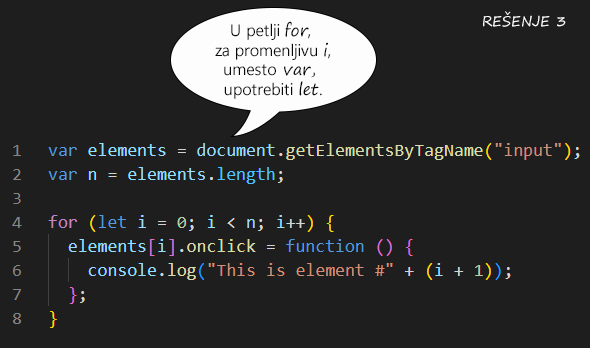 REŠENJE 3
U petlji for,
za promenljivu i,
umesto var,
upotrebiti let.
1 var elements = document.getElementsByTagName("input");
2 var n = elements.length;
3
4 for (let i = 0; i < n; i++) {
5 elements[i].onclick = function () {
6 console.log("This is element #" + (i + 1));
7 };
8 }